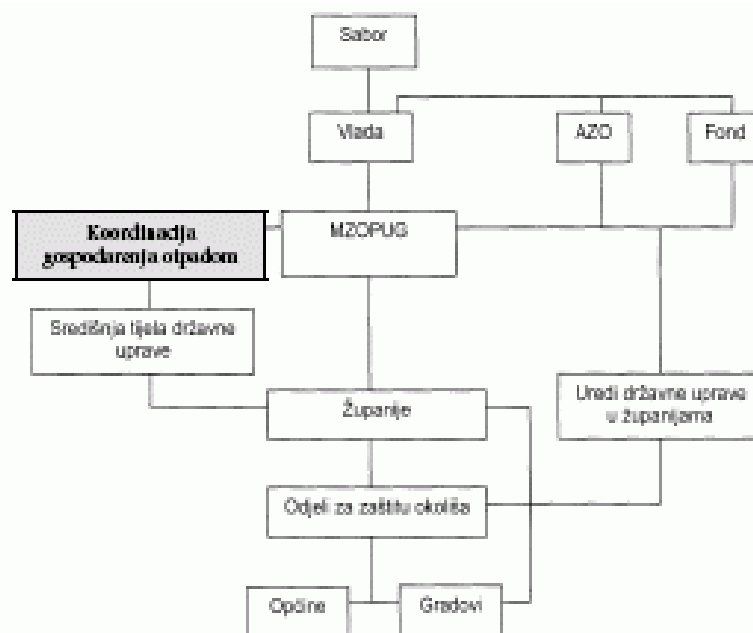 Sabor
Vlada
AZO
Fond
Koordinacija
gospodarenja otpadom
MZOPUG
Središnja tijela državne
uprave
Županije
Uredi državne uprave
u županijama
Odjeli za zaštitu okoliša
Općine
Gradovi